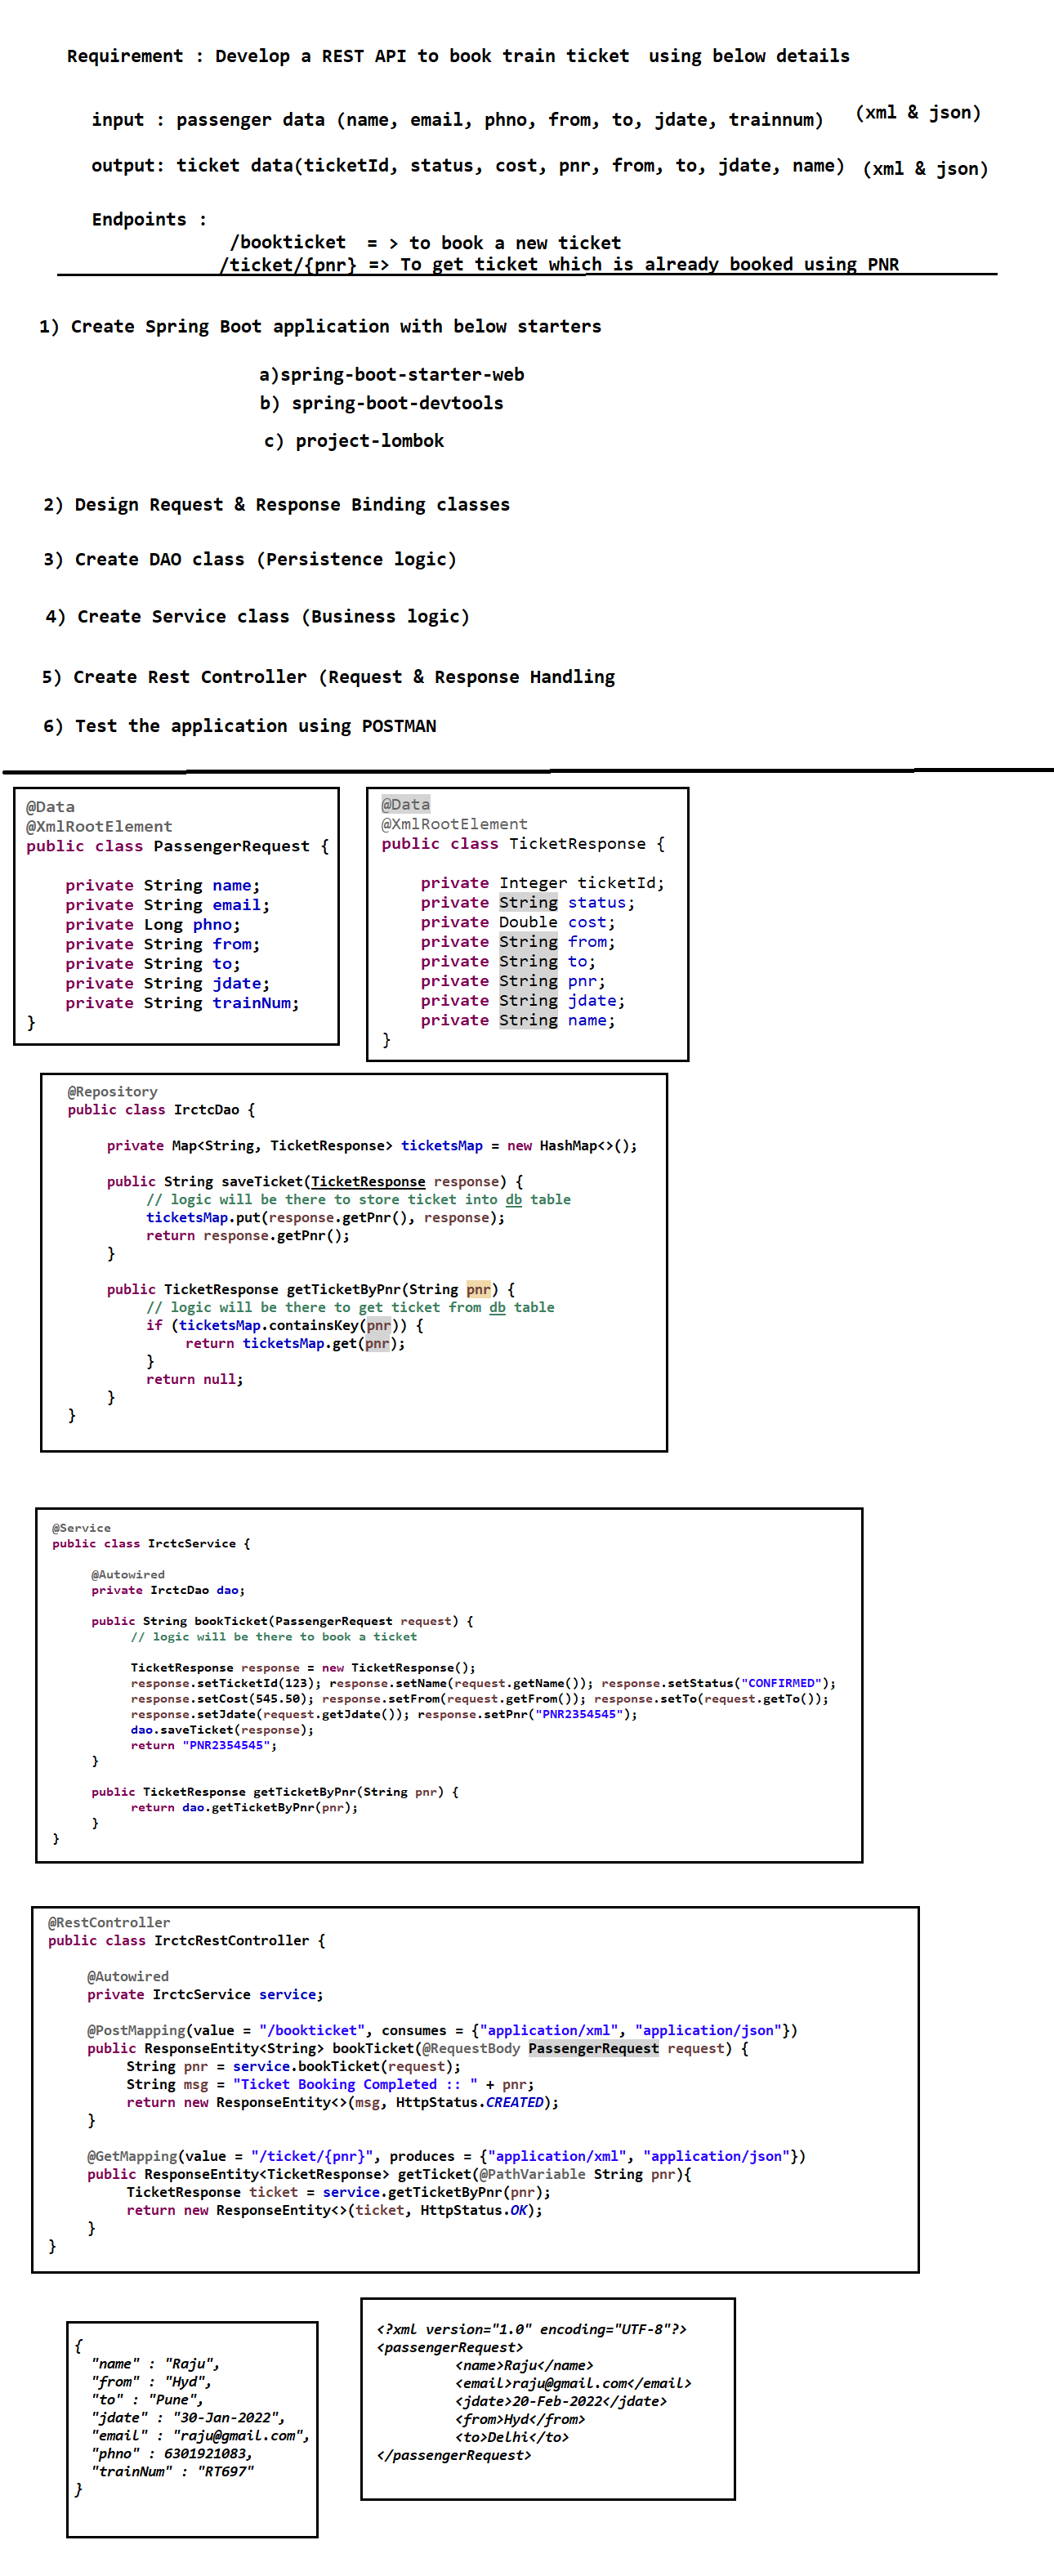 Requirement : Develop a REST API to book train ticket  using below details
input : passenger data (name, email, phno, from, to, jdate, trainnum)   (xml & json)
output: ticket data(ticketId, status, cost, pnr, from, to, jdate, name)  (xml & json)
Endpoints :
/bookticket  = > to book a new ticket
/ticket/{pnr} => To get ticket which is already booked using PNR
1) Create Spring Boot application with below starters
a)spring-boot-starter-web
b) spring-boot-devtools
c) project-lombok
2) Design Request & Response Binding classes
3) Create DAO class (Persistence logic)
4) Create Service class (Business logic)
5) Create Rest Controller (Request & Response Handling
6) Test the application using POSTMAN
@Data
@XmlRootElement
public class PassengerRequest {
private String name;
private String email;
private Long phno;
private String from;
private String to;
private String jdate;
private String trainNum;
}
@Data
@XmlRootElement
public class TicketResponse {
private Integer ticketId;
private String status;
private Double cost;
private String from;
private String to;
private String pnr;
private String jdate;
private String name;
}
@Repository
public class IrctcDao {
private Map<String, TicketResponse> ticketsMap = new HashMap<>();
public String saveTicket(TicketResponse response) {
// logic will be there to store ticket into db table
ticketsMap.put(response.getPnr(), response);
return response.getPnr();
}
public TicketResponse getTicketByPnr(String pnr) {
// logic will be there to get ticket from db table
if (ticketsMap.containsKey(pnr)) {
return ticketsMap.get(pnr);
}
return null;
}
}
@Service
public class IrctcService {
@Autowired
private IrctcDao dao;
public String bookTicket(PassengerRequest request) {
// logic will be there to book a ticket
TicketResponse response = new TicketResponse();
response.setTicketId(123); response.setName(request.getName()); response.setStatus("CONFIRMED");
response.setCost(545.50); response.setFrom(request.getFrom()); response.setTo(request.getTo());
response.setJdate(request.getJdate()); response.setPnr("PNR2354545");
dao.saveTicket(response);
return "PNR2354545";
}
public TicketResponse getTicketByPnr(String pnr) {
return dao.getTicketByPnr(pnr);
}
}
@RestController
public class IrctcRestController {
@Autowired
private IrctcService service;
@PostMapping(value = "/bookticket", consumes = {"application/xml", "application/json"})
public ResponseEntity<String> bookTicket(@RequestBody PassengerRequest request) {
String pnr = service.bookTicket(request);
String msg = "Ticket Booking Completed :: " + pnr;
return new ResponseEntity<>(msg, HttpStatus.CREATED);
}
@GetMapping(value = "/ticket/{pnr}", produces = {"application/xml", "application/json"})
public ResponseEntity<TicketResponse> getTicket(@PathVariable String pnr){
TicketResponse ticket = service.getTicketByPnr(pnr);
return new ResponseEntity<>(ticket, HttpStatus.OK);
}
}
{
"name" : "Raju",
"from" : "Hyd",
"to" : "Pune",
"jdate" : "30-Jan-2022",
"email" : "raju@gmail.com",
"phno" : 6301921083,
"trainNum" : "RT697"
}
<?xml version="1.0" encoding="UTF-8"?>
<passengerRequest>
<name>Raju</name>
<email>raju@gmail.com</email>
<jdate>20-Feb-2022</jdate>
<from>Hyd</from>
<to>Delhi</to>
</passengerRequest>